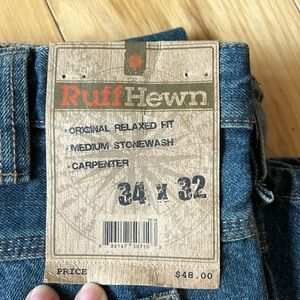 RuffHewn
· ORIGINAL RELAXED FIT
· MEDIUM STONEWASH
· CARPENTER
34 x 32
PRICE $48.00